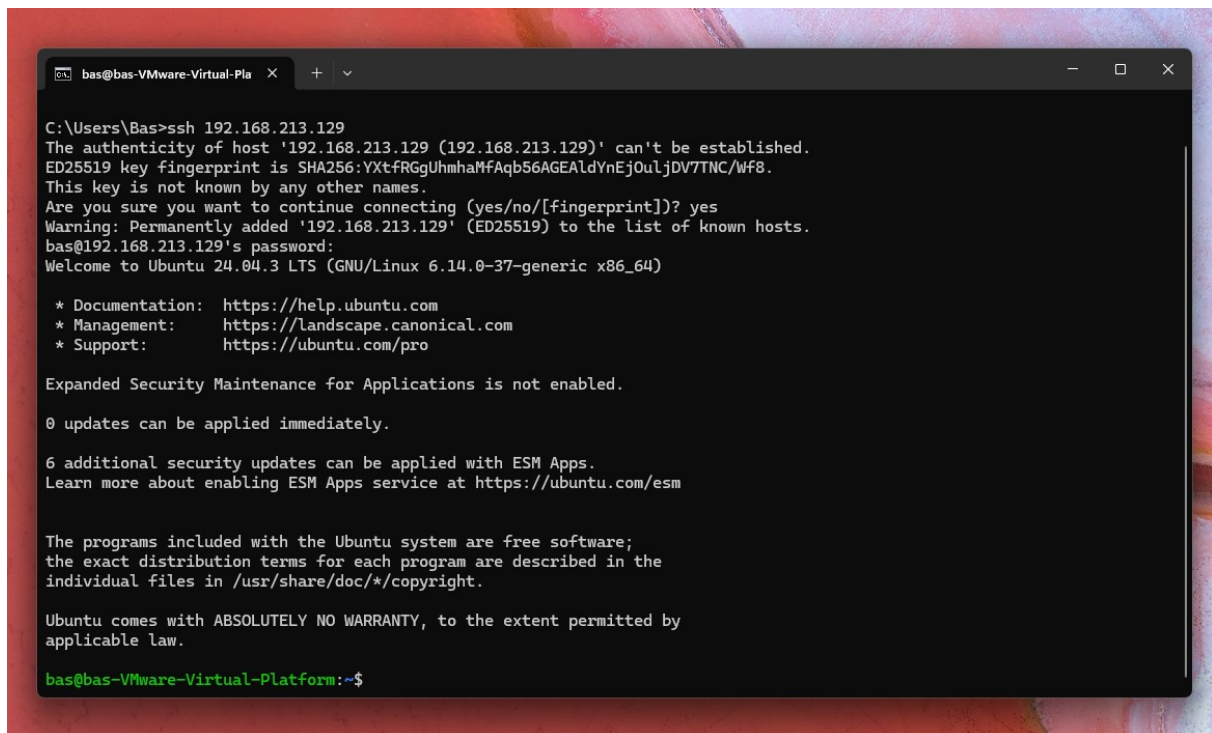 bas@bas-VMware-Virtual-Pla
C:\Users\Bas>ssh 192.168.213.129
The authenticity of host '192.168.213.129 (192.168.213.129)' can't be established.
ED25519 key fingerprint is SHA256:YXtfRGgUhmhaMfAqb56AGEAldYnEjOuljDV7TNC/Wf8.
This key is not known by any other names.
Are you sure you want to continue connecting (yes/no/[fingerprint])? yes
Warning: Permanently added '192.168.213.129' (ED25519) to the list of known hosts.
bas@192.168.213.129's password:
Welcome to Ubuntu 24.04.3 LTS (GNU/Linux 6.14.0-37-generic x86_64)
* Documentation:  https://help.ubuntu.com
* Management:     https://landscape.canonical.com
* Support:        https://ubuntu.com/pro
Expanded Security Maintenance for Applications is not enabled.
0 updates can be applied immediately.
6 additional security updates can be applied with ESM Apps.
Learn more about enabling ESM Apps service at https://ubuntu.com/esm
The programs included with the Ubuntu system are free software;
the exact distribution terms for each program are described in the
individual files in /usr/share/doc/*/copyright.
Ubuntu comes with ABSOLUTELY NO WARRANTY, to the extent permitted by
applicable law.
bas@bas-VMware-Virtual-Platform:~$